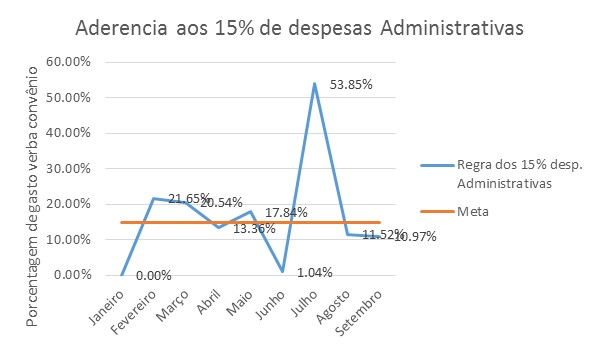 Aderencia aos 15% de despesas Administrativas
Porcentagem de gasto verba convênio
60.00%
50.00%
40.00%
30.00%
20.00%
10.00%
0.00%
0.00%
21.65%
20.54%
13.36%
17.84%
1.04%
53.85%
11.52%
10.97%
Janeiro
Fevereiro
Março
Abril
Maio
Junho
Julho
Agosto
Setembro
Regra dos 15% desp.
Administrativas
Meta